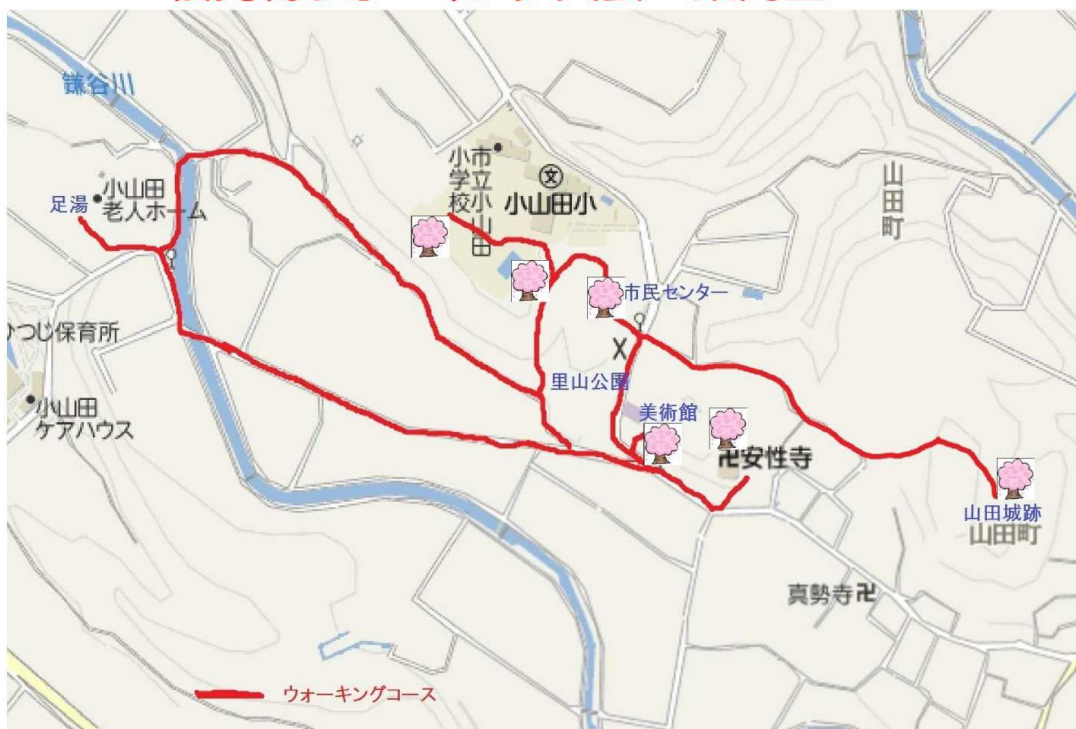 鎌谷川
小山田
老人ホーム
足湯
市立小山田
小学校
文
小山田小
山田町
市民センター
ひつじ保育所
小山田
ケアハウス
里山公園
美術館
卍安性寺
山田城跡
山田町
真勢寺卍
ウォーキングコース